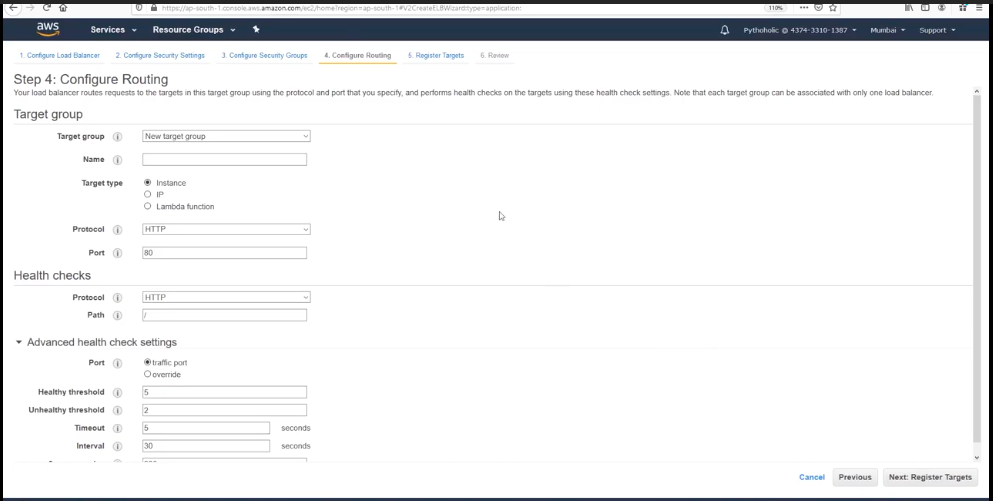 https://ap-south-1.console.aws.amazon.com/ec2/home?region=ap-south-1#V2CreateELBWizard:type=application:
110%
aws Services Resource Groups Pythoholic @ 4374-3310-1387 Mumbai Support
1. Configure Load Balancer 2. Configure Security Settings 3. Configure Security Groups 4. Configure Routing 5. Register Targets 6. Review
Step 4: Configure Routing
Your load balancer routes requests to the targets in this target group using the protocol and port that you specify, and performs health checks on the targets using these health check settings. Note that each target group can be associated with only one load balancer.
Target group
Target group i New target group
Name i
Target type Instance
IP
Lambda function
Protocol i HTTP
Port i 80
Health checks
Protocol i HTTP
Path i /
Advanced health check settings
Port i traffic port
override
Healthy threshold i 5
Unhealthy threshold i 2
Timeout i 5 seconds
Interval i 30 seconds
Cancel Previous Next: Register Targets